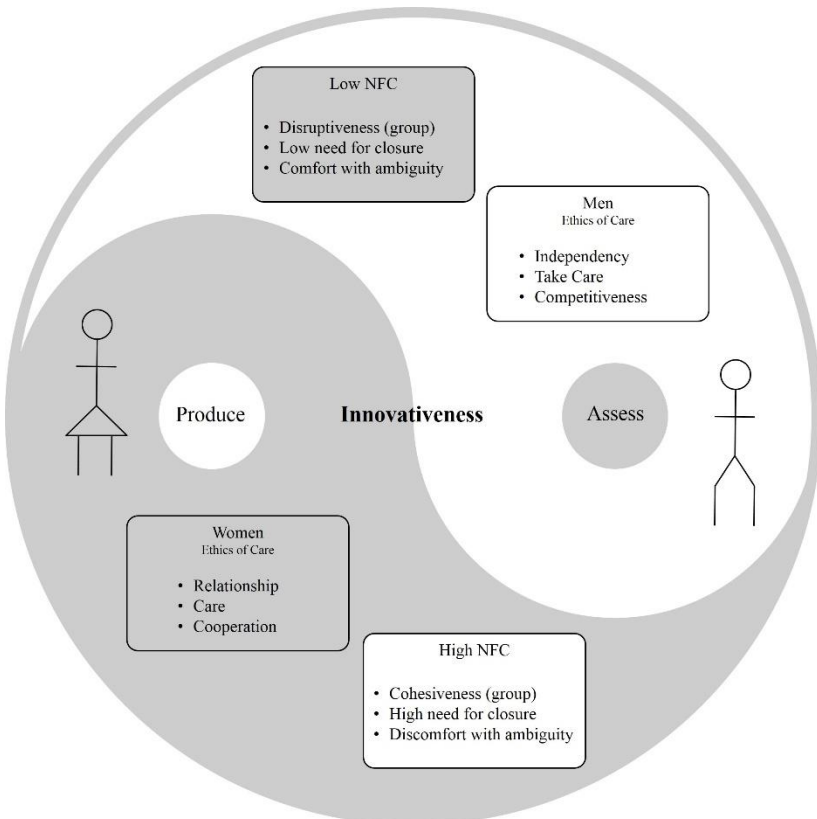 Low NFC
• Disruptiveness (group)
• Low need for closure
• Comfort with ambiguity
Men
Ethics of Care
• Independency
• Take Care
• Competitiveness
Produce
Innovativeness
Assess
Women
Ethics of Care
• Relationship
• Care
• Cooperation
High NFC
• Cohesiveness (group)
• High need for closure
• Discomfort with ambiguity